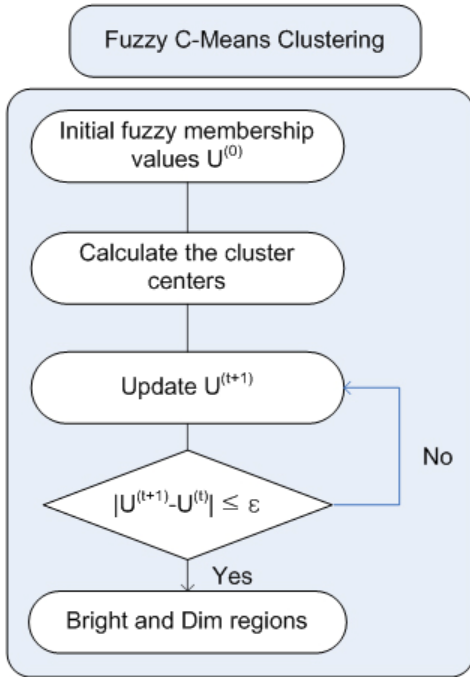 Fuzzy C-Means Clustering
Initial fuzzy membership
values U^(0)
Calculate the cluster
centers
Update U^(t+1)
No
|U^(t+1)-U^(t)| ≤ ε
Yes
Bright and Dim regions